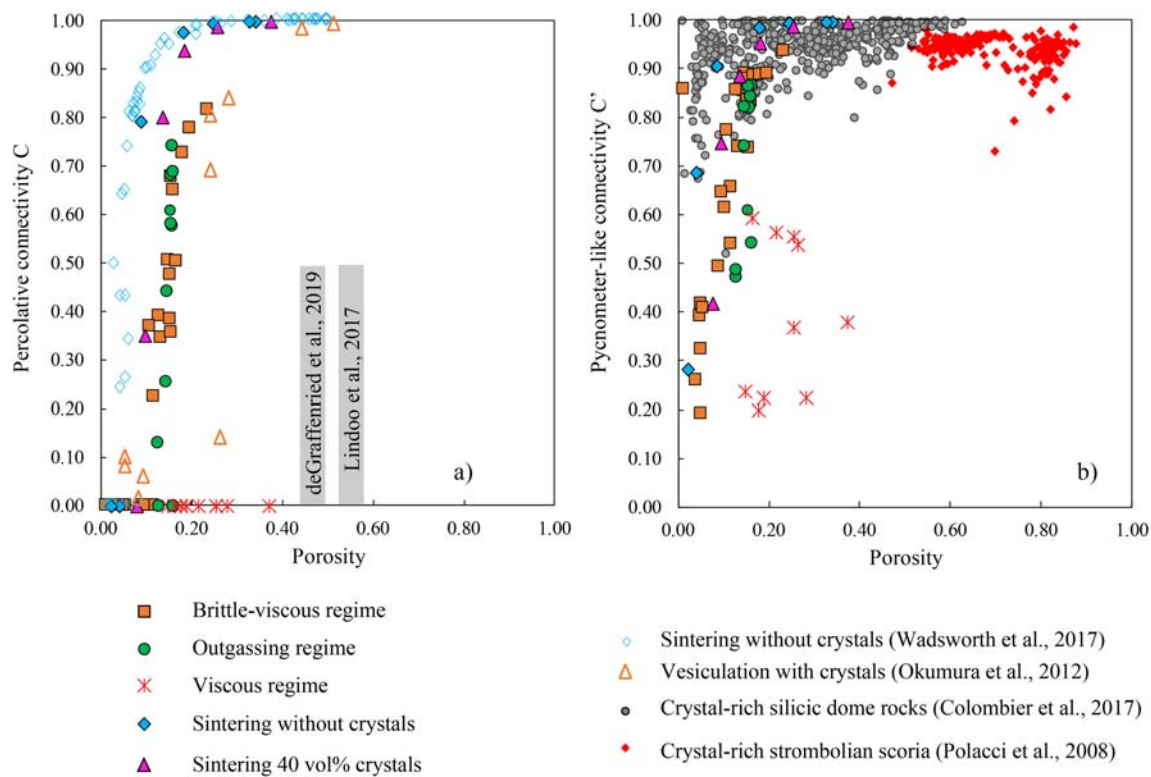 1.00
0.90
0.80
0.70
0.60
0.50
0.40
0.30
0.20
0.10
0.00
Percolative connectivity C
0.00 0.20 0.40 0.60 0.80 1.00
Porosity
deGraffenried et al., 2019
Lindoo et al., 2017
a)
1.00
0.90
0.80
0.70
0.60
0.50
0.40
0.30
0.20
0.10
0.00
Pycnometer-like connectivity C’
0.00 0.20 0.40 0.60 0.80 1.00
Porosity
b)
Brittle-viscous regime
Outgassing regime
Viscous regime
Sintering without crystals
Sintering 40 vol% crystals
Sintering without crystals (Wadsworth et al., 2017)
Vesiculation with crystals (Okumura et al., 2012)
Crystal-rich silicic dome rocks (Colombier et al., 2017)
Crystal-rich strombolian scoria (Polacci et al., 2008)